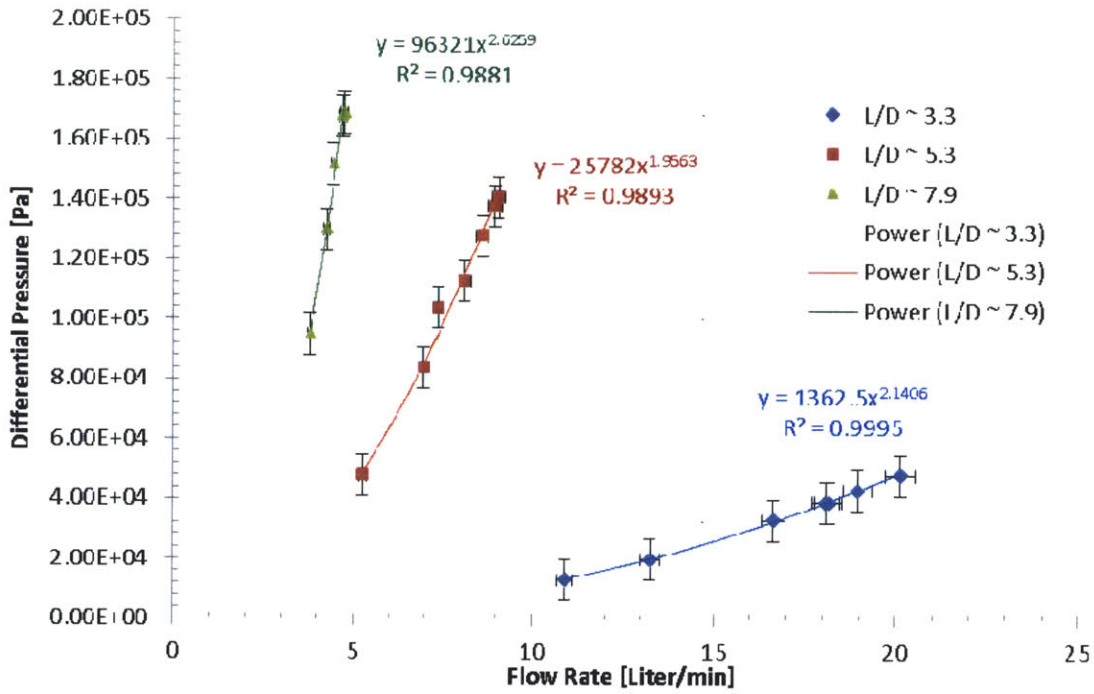 2.00E+05
1.80E+05
1.60E+05
1.40E+05
1.20E+05
1.00E+05
8.00E+04
6.00E+04
4.00E+04
2.00E+04
0.00E+00
Differential Pressure [Pa]
y = 96321x^2.0259
R² = 0.9881
y = 25782x^1.9563
R² = 0.9893
y = 1362.5x^2.1406
R² = 0.9995
L/D ~ 3.3
L/D ~ 5.3
L/D ~ 7.9
Power (L/D ~ 3.3)
Power (L/D ~ 5.3)
Power (L/D ~ 7.9)
0 5 10 15 20 25
Flow Rate [Liter/min]